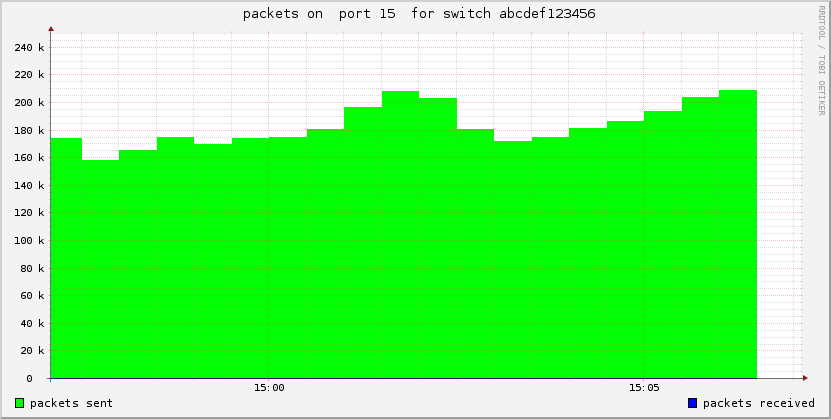 packets on  port 15  for switch abcdef123456
RRDTOOL / TOBI OETIKER
240 k
220 k
200 k
180 k
160 k
140 k
120 k
100 k
80 k
60 k
40 k
20 k
0
15:00 15:05
packets sent packets received